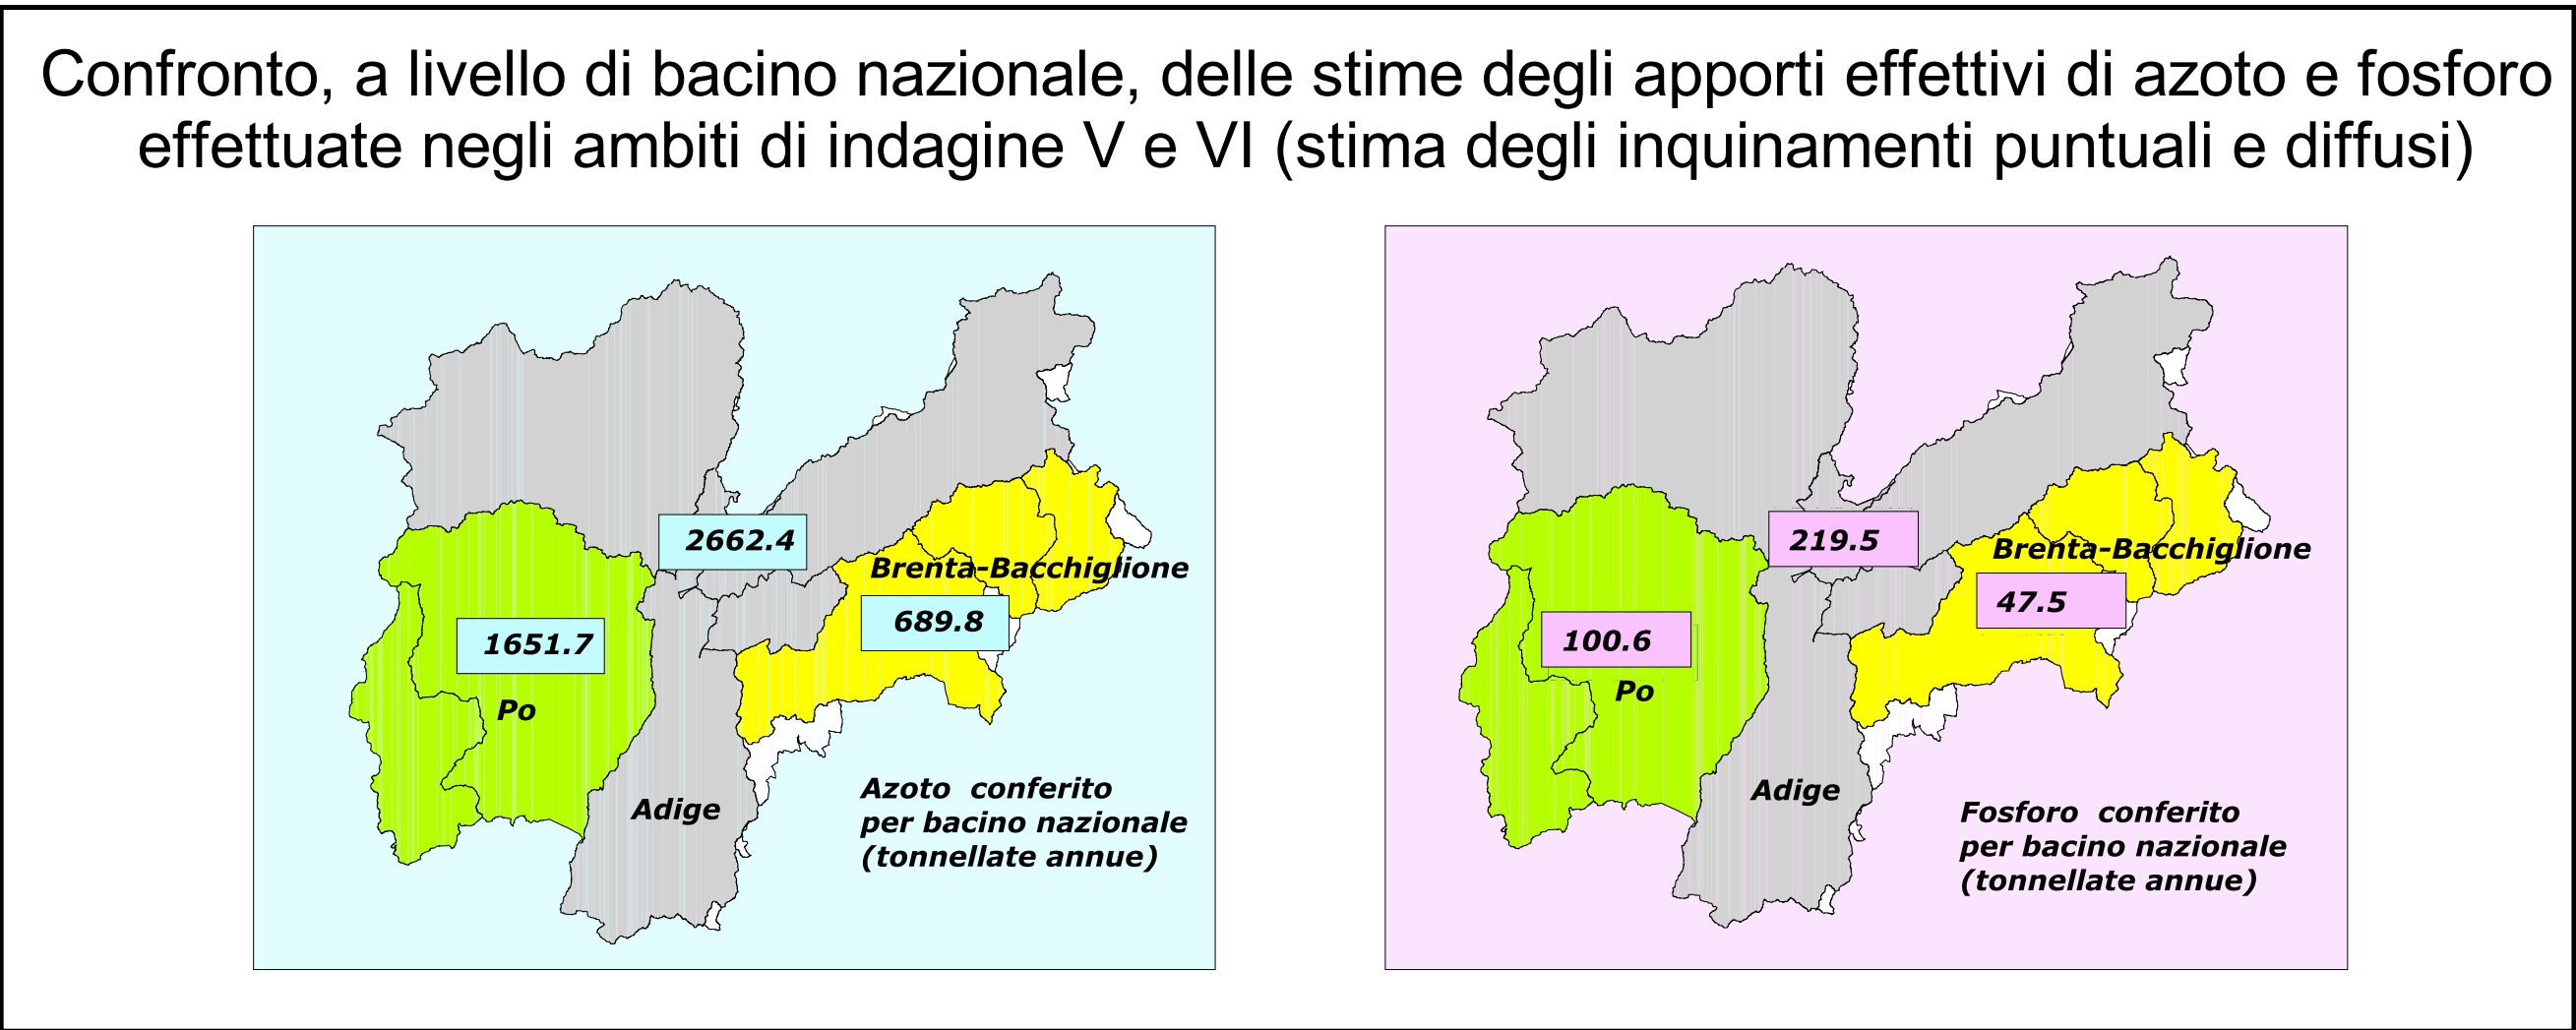 Confronto, a livello di bacino nazionale, delle stime degli apporti effettivi di azoto e fosforo
effettuate negli ambiti di indagine V e VI (stima degli inquinamenti puntuali e diffusi)
2662.4
Brenta-Bacchiglione
689.8
1651.7
Po
Adige
Azoto conferito
per bacino nazionale
(tonnellate annue)
219.5
Brenta-Bacchiglione
47.5
100.6
Po
Adige
Fosforo conferito
per bacino nazionale
(tonnellate annue)